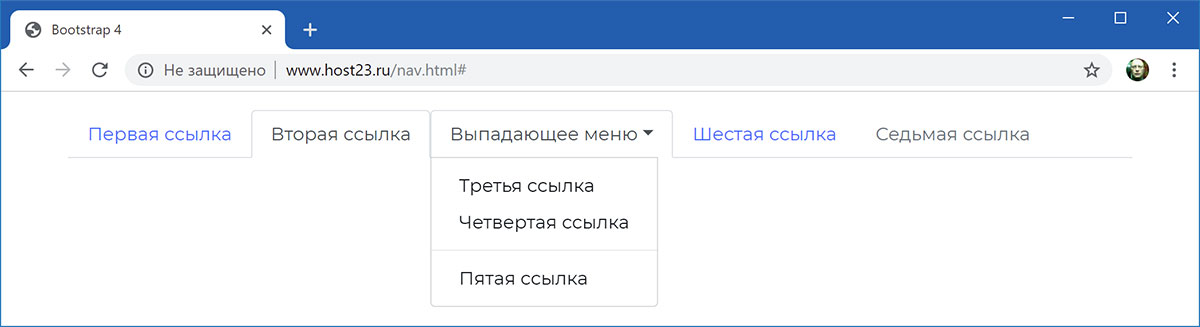 Bootstrap 4
Не защищено www.host23.ru/nav.html#
Первая ссылка Вторая ссылка Выпадающее меню Шестая ссылка Седьмая ссылка
Третья ссылка
Четвертая ссылка
Пятая ссылка